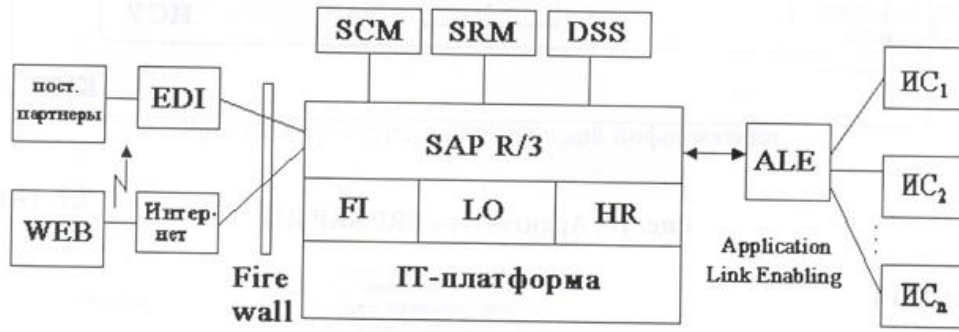 SCM
SRM
DSS
пост.
партнеры
EDI
WEB
Интер-
нет
Fire
wall
SAP R/3
FI
LO
HR
IT-платформа
ALE
Application
Link Enabling
ИС1
ИС2
ИСn